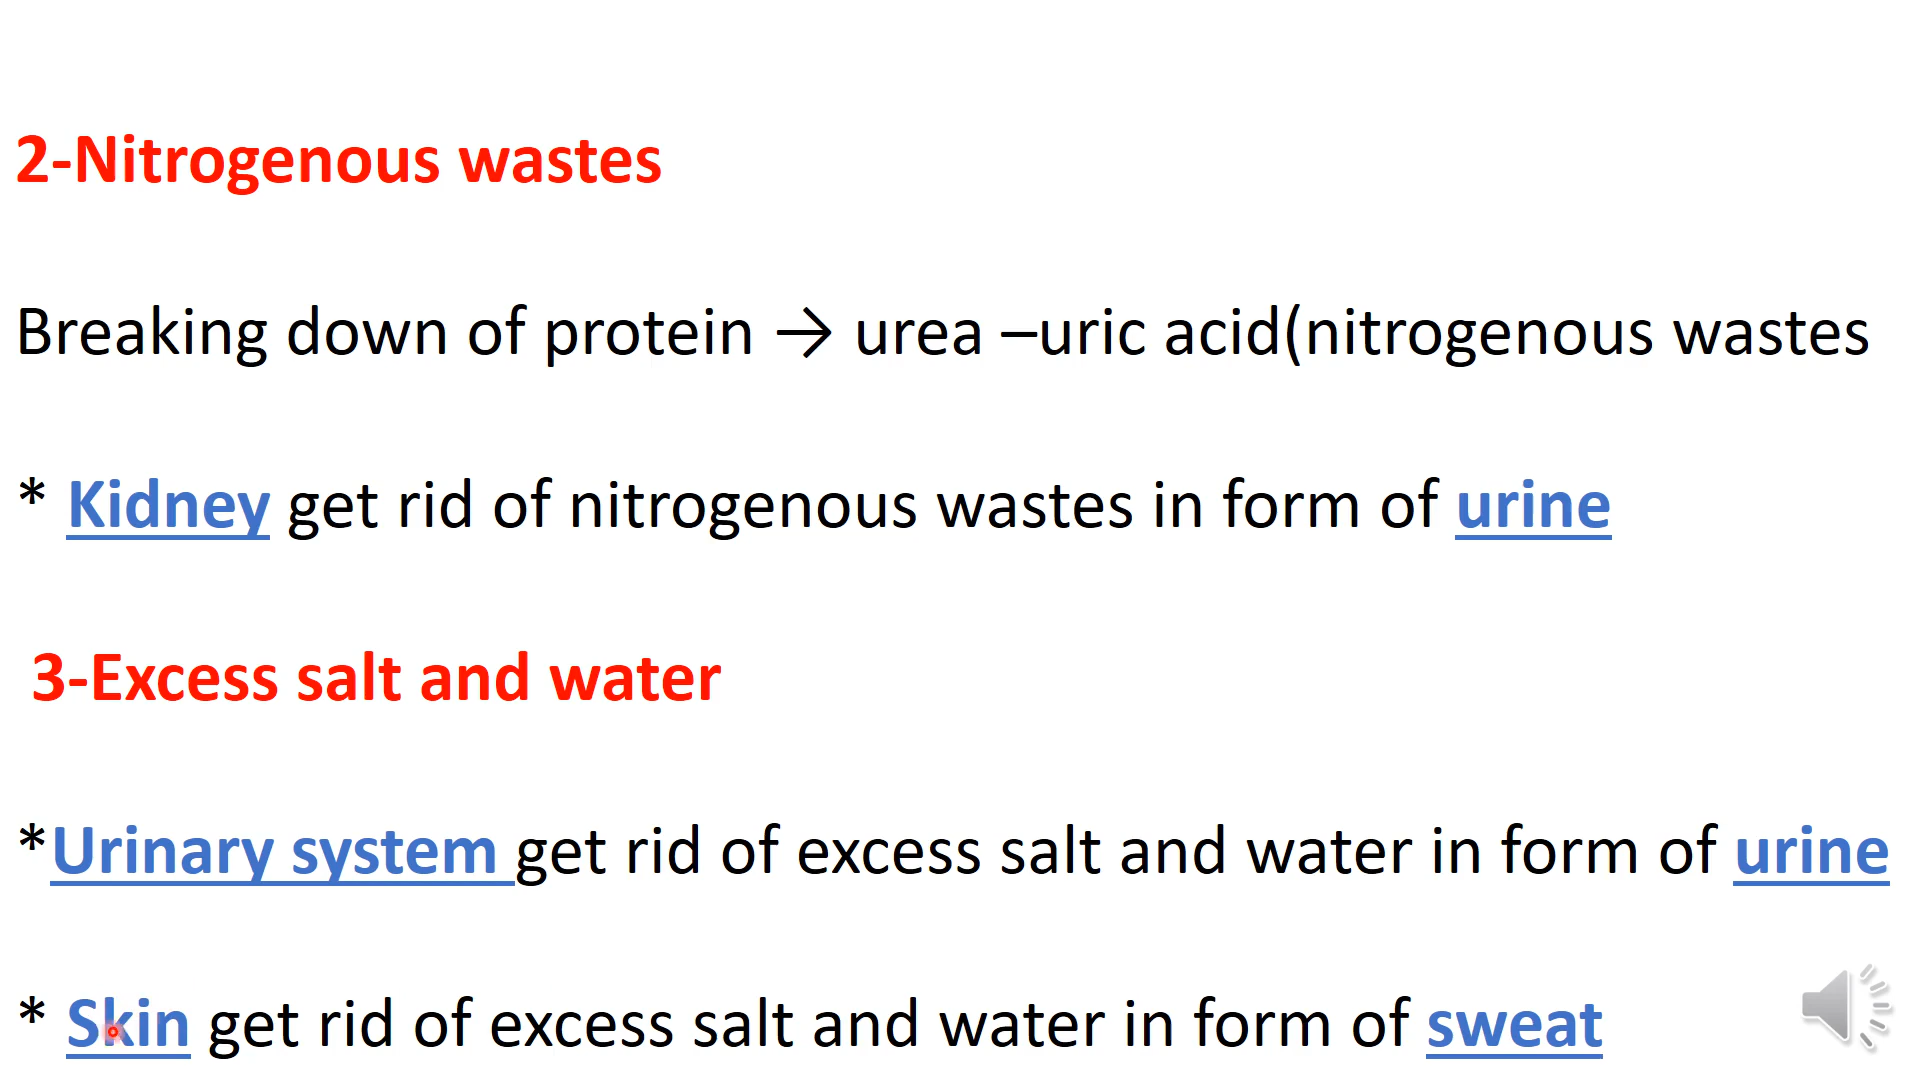 2-Nitrogenous wastes
Breaking down of protein → urea –uric acid(nitrogenous wastes
* Kidney get rid of nitrogenous wastes in form of urine
3-Excess salt and water
*Urinary system get rid of excess salt and water in form of urine
* Skin get rid of excess salt and water in form of sweat